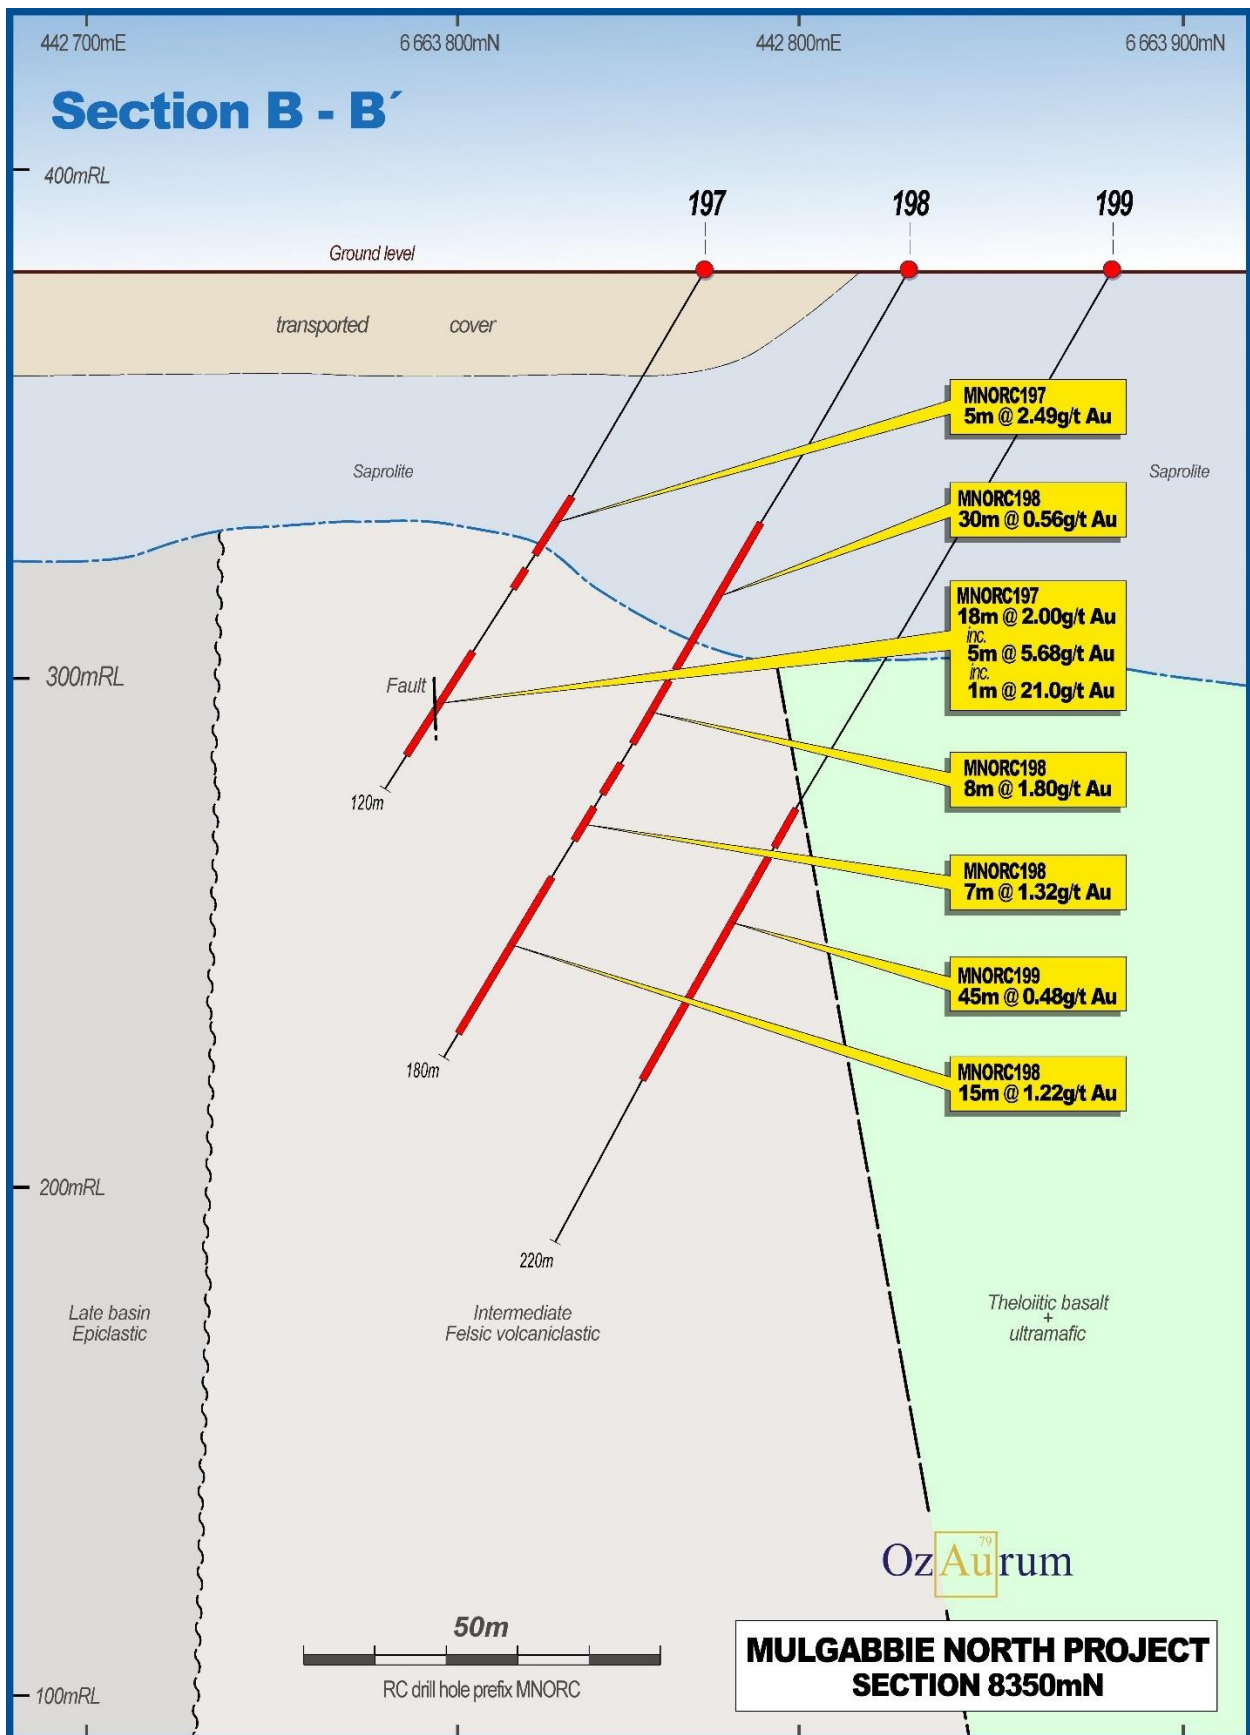 442 700mE
6 663 800mN
442 800mE
6 663 900mN
Section B - B´
400mRL
197
198
199
Ground level
transported cover
MNORC197
5m @ 2.49g/t Au
Saprolite
Saprolite
MNORC198
30m @ 0.56g/t Au
MNORC197
18m @ 2.00g/t Au
inc.
5m @ 5.68g/t Au
inc.
1m @ 21.0g/t Au
300mRL
Fault
MNORC198
8m @ 1.80g/t Au
120m
MNORC198
7m @ 1.32g/t Au
MNORC199
45m @ 0.48g/t Au
180m
MNORC198
15m @ 1.22g/t Au
200mRL
220m
Late basin
Epiclastic
Intermediate
Felsic volcaniclastic
Theloiitic basalt
+
ultramafic
79
OzAurum
50m
RC drill hole prefix MNORC
MULGABBIE NORTH PROJECT
SECTION 8350mN
100mRL